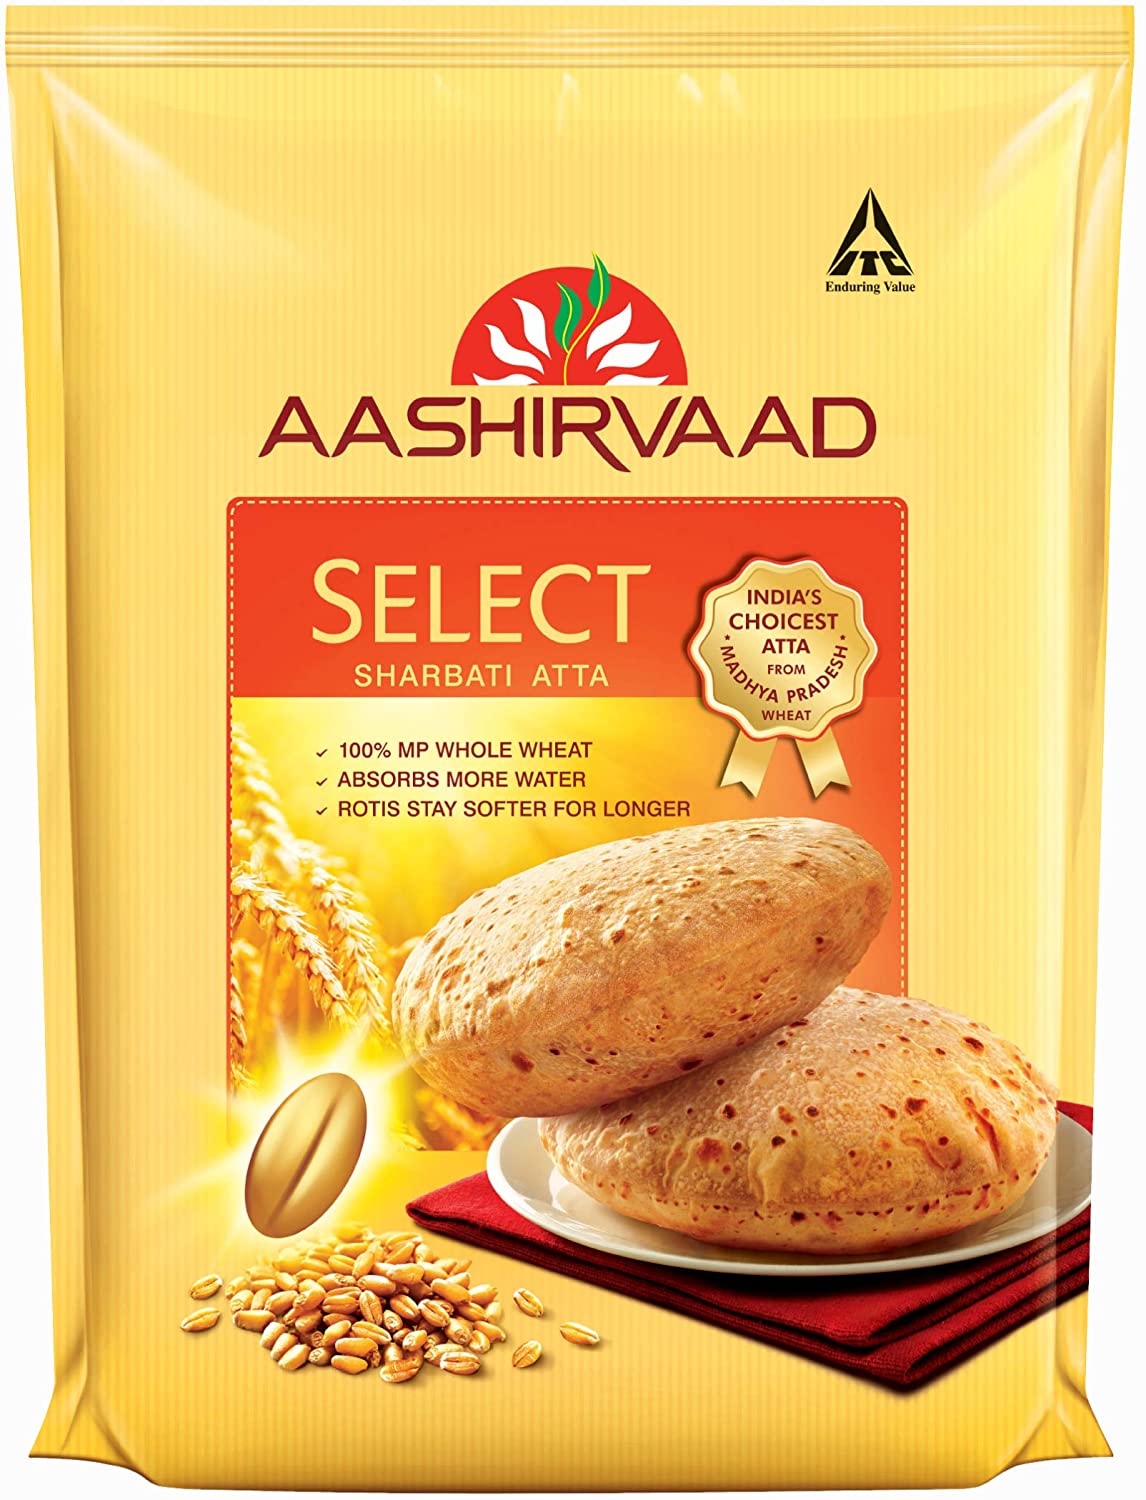 ITC
Enduring Value
AASHIRVAAD
SELECT
SHARBATI ATTA
INDIA'S
CHOICEST
ATTA
FROM
MADHYA PRADESH
WHEAT
100% MP WHOLE WHEAT
ABSORBS MORE WATER
ROTIS STAY SOFTER FOR LONGER